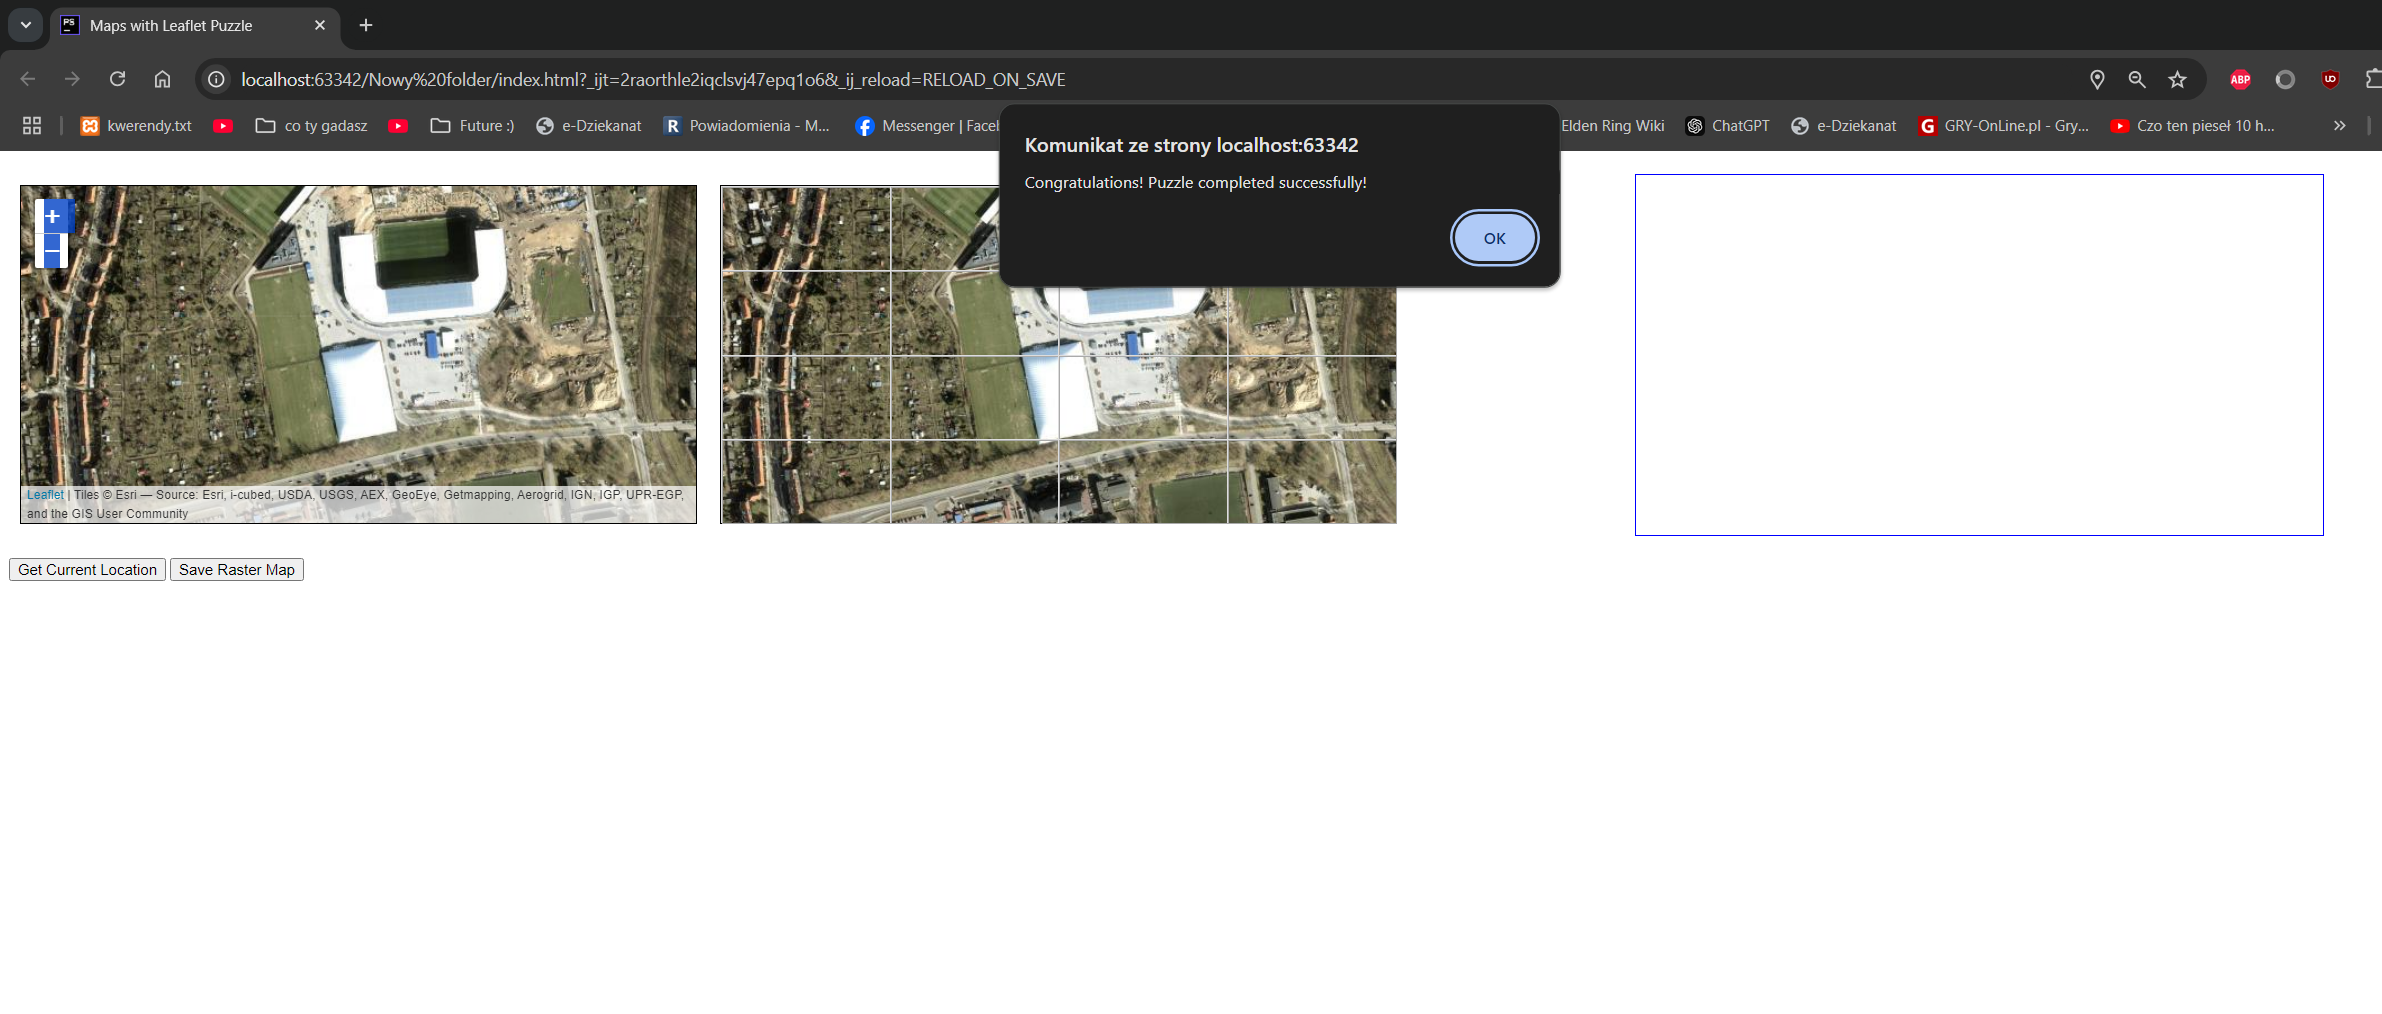 Maps with Leaflet Puzzle
localhost:63342/Nowy%20folder/index.html?_ijt=2raorthle2iqclsvj47epq1o6&_ij_reload=RELOAD_ON_SAVE
ABP
kwerendy.txt
co ty gadasz
Future :)
e-Dziekanat
R Powiadomienia - M...
Messenger | Facel
Elden Ring Wiki
ChatGPT
e-Dziekanat
G GRY-OnLine.pl - Gry...
Czo ten pieseł 10 h...
Komunikat ze strony localhost:63342
Congratulations! Puzzle completed successfully!
OK
+
−
Leaflet | Tiles © Esri — Source: Esri, i-cubed, USDA, USGS, AEX, GeoEye, Getmapping, Aerogrid, IGN, IGP, UPR-EGP,
and the GIS User Community
Get Current Location
Save Raster Map